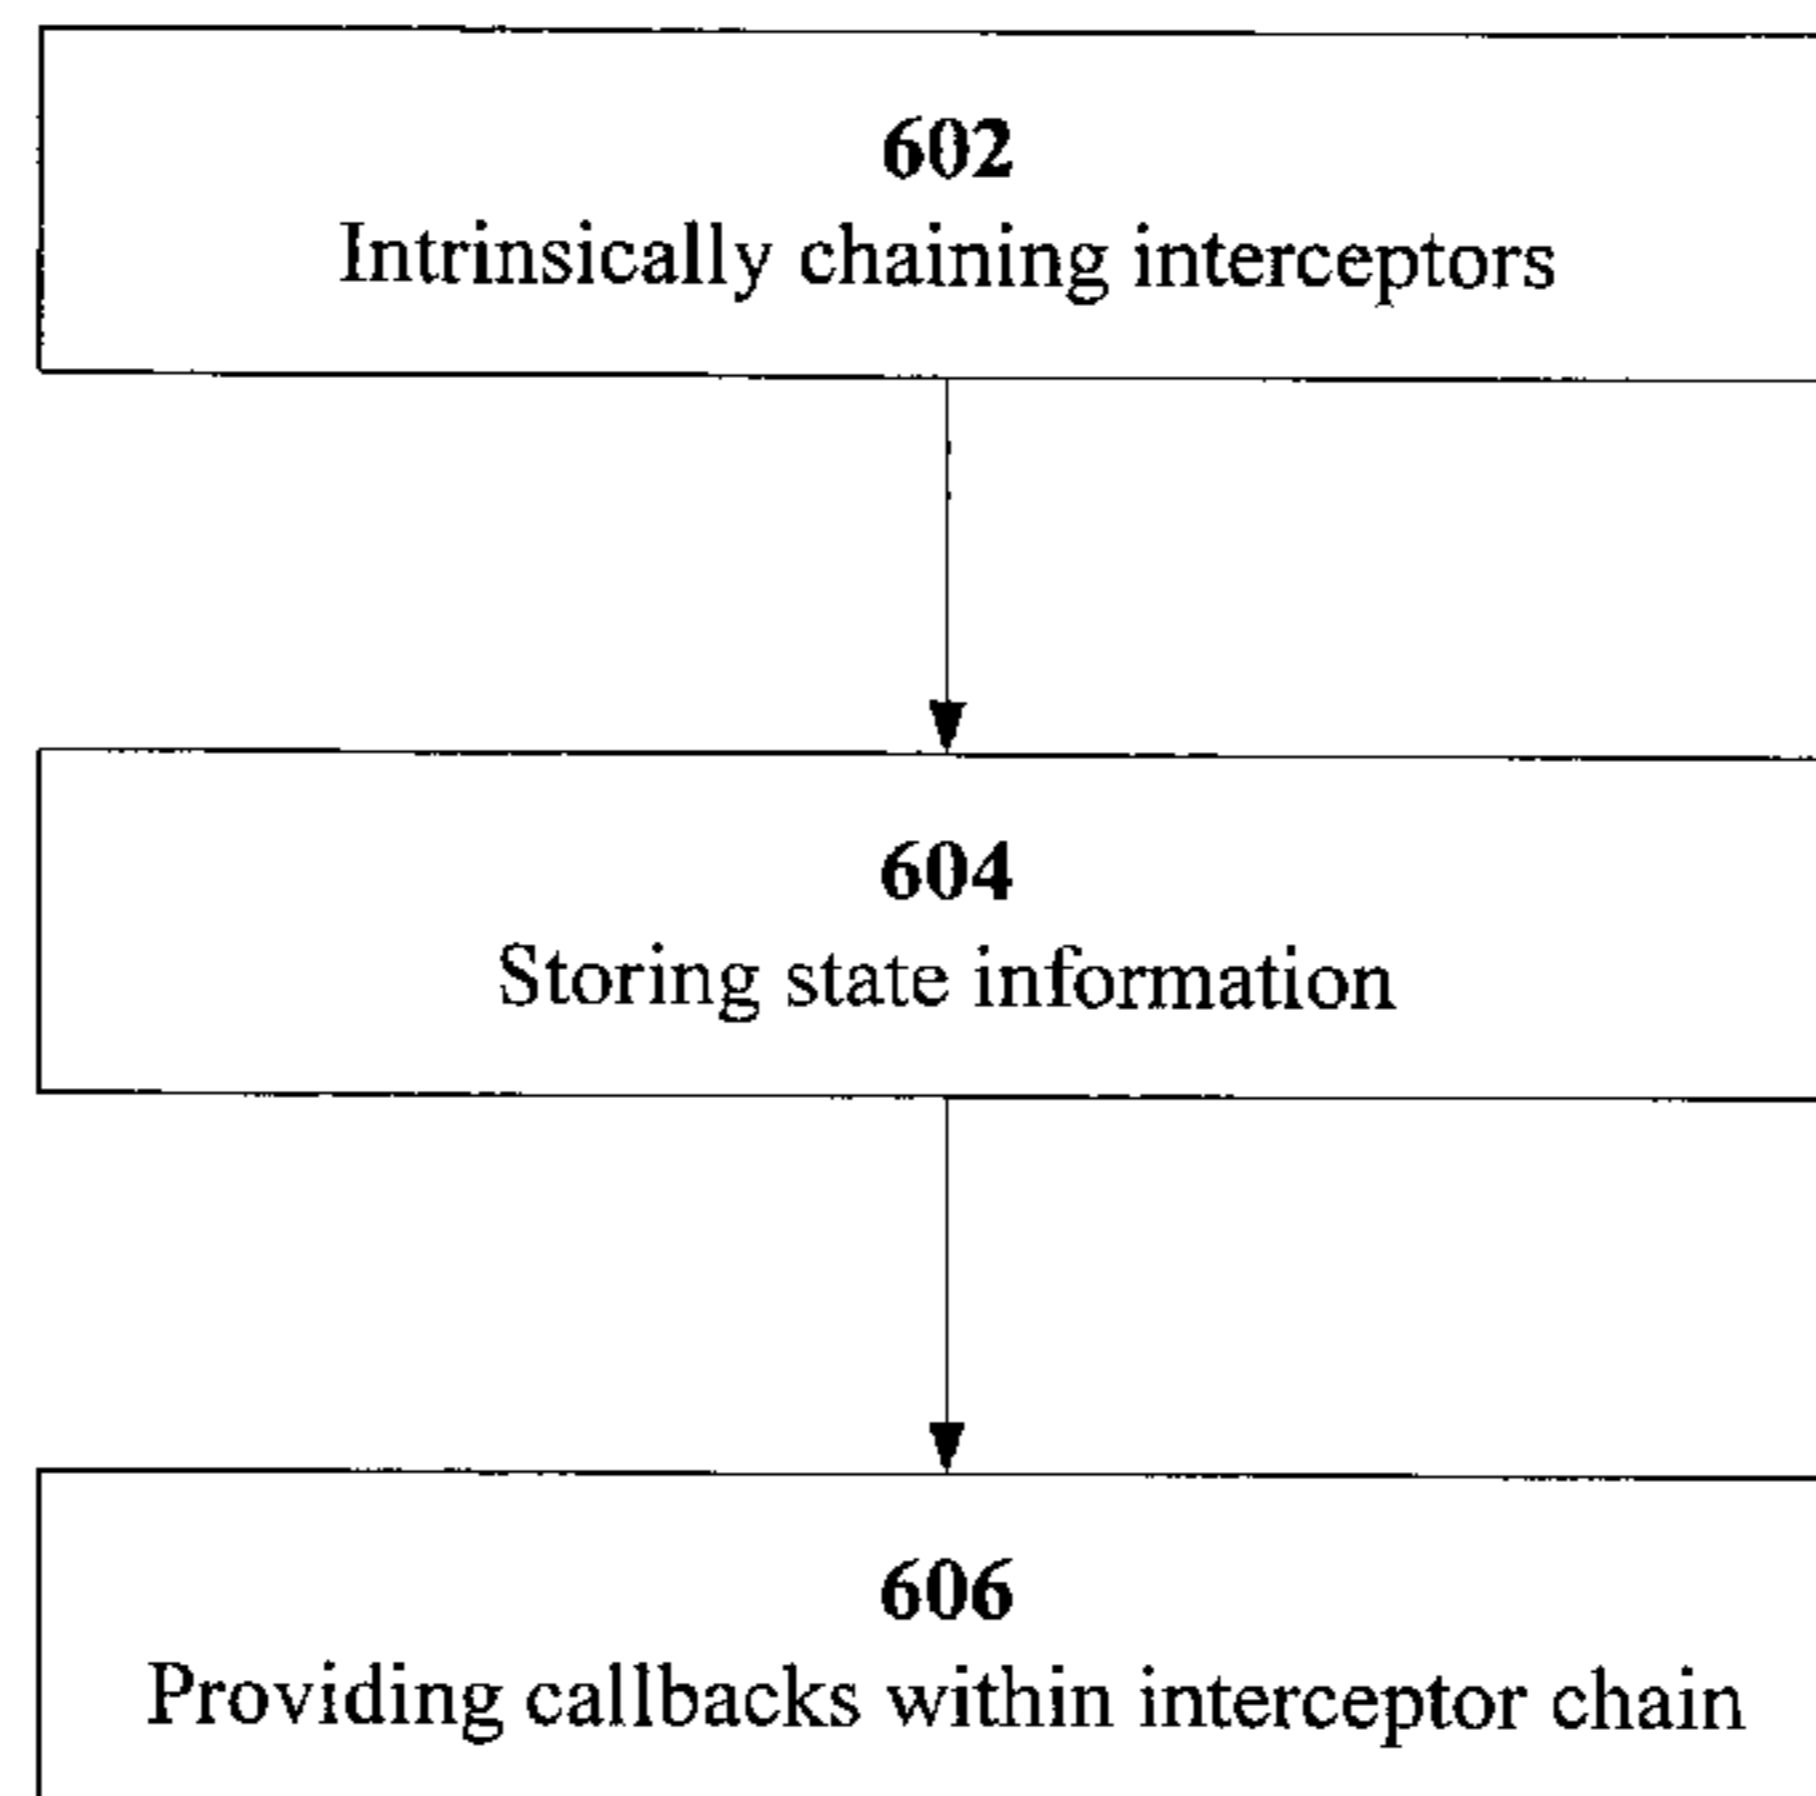 602
Intrinsically chaining interceptors
604
Storing state information
606
Providing callbacks within interceptor chain